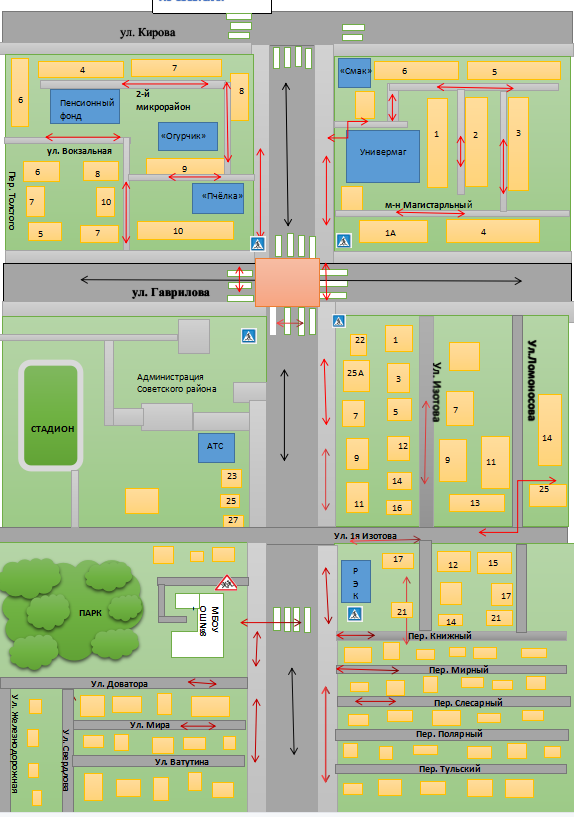 ул. Кирова
4
7
6
8
2-й
микрорайон
Пенсионный
фонд
«Огурчик»
ул. Вокзальная
9
6
8
7
10
5
7
10
«Пчёлка»
Пер. Толстого
«Смак»
6
5
1
2
3
Универмаг
м-н Магистарльный
1А
4
ул. Гаврилова
Администрация
Советского района
СТАДИОН
АТС
23
25
27
22
1
25А
3
7
5
9
12
14
11
16
Ул. Изотова
7
9
11
13
Ул.Ломоносова
14
25
Ул. 1я Изотова
ПАРК
МБОУ
Р
Э
К
17
21
12
15
17
14
21
Пер. Книжный
Пер. Мирный
Пер. Слесарный
Пер. Полярный
Пер. Тульский
Ул. Доватора
Ул. Мира
Ул. Ватутина
Ул. Железнодорожная
Ул. Свердлова